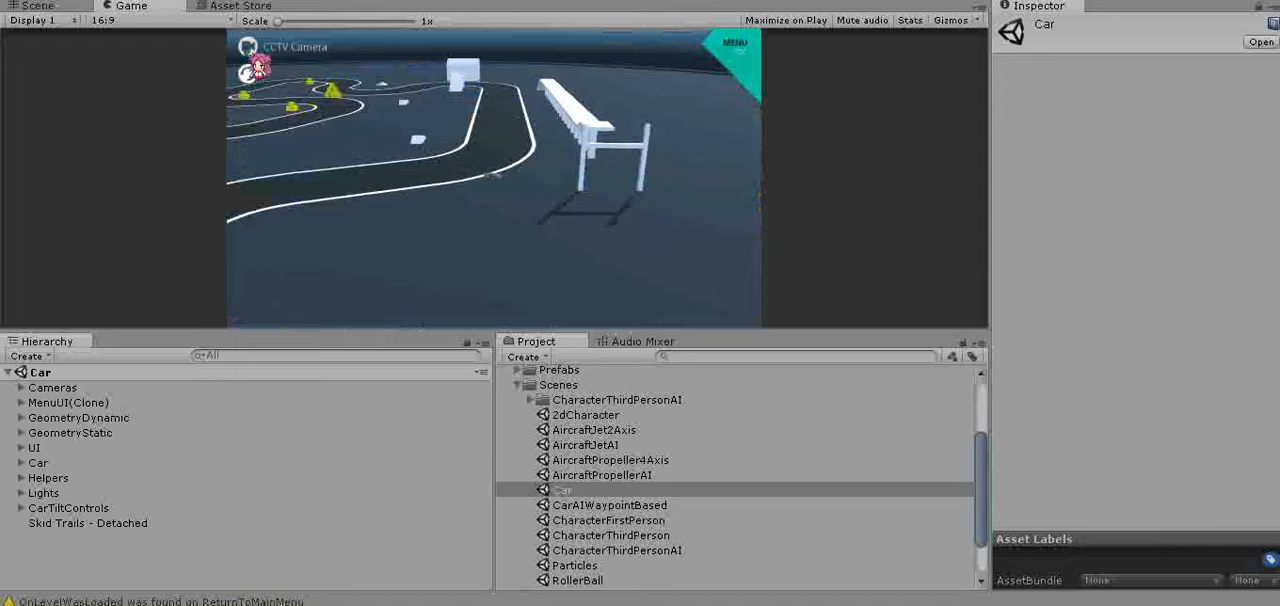 Scene Game Asset Store
Display 1 16:9 Scale 1x Maximize on Play Mute audio Stats Gizmos
CCTV Camera
MENU
Inspector
Car
Open
Hierarchy
Create All
Car
Cameras
MenuUI(Clone)
GeometryDynamic
GeometryStatic
UI
Car
Helpers
Lights
CarTiltControls
Skid Trails - Detached
Project Audio Mixer
Create
Prefabs
Scenes
CharacterThirdPersonAI
2dCharacter
AircraftJet2Axis
AircraftJetAI
AircraftPropeller4Axis
AircraftPropellerAI
Car
CarAIWaypointBased
CharacterFirstPerson
CharacterThirdPerson
CharacterThirdPersonAI
Particles
RollerBall
Asset Labels
AssetBundle None None
OnLevelWasLoaded was found on ReturnToMainMenu